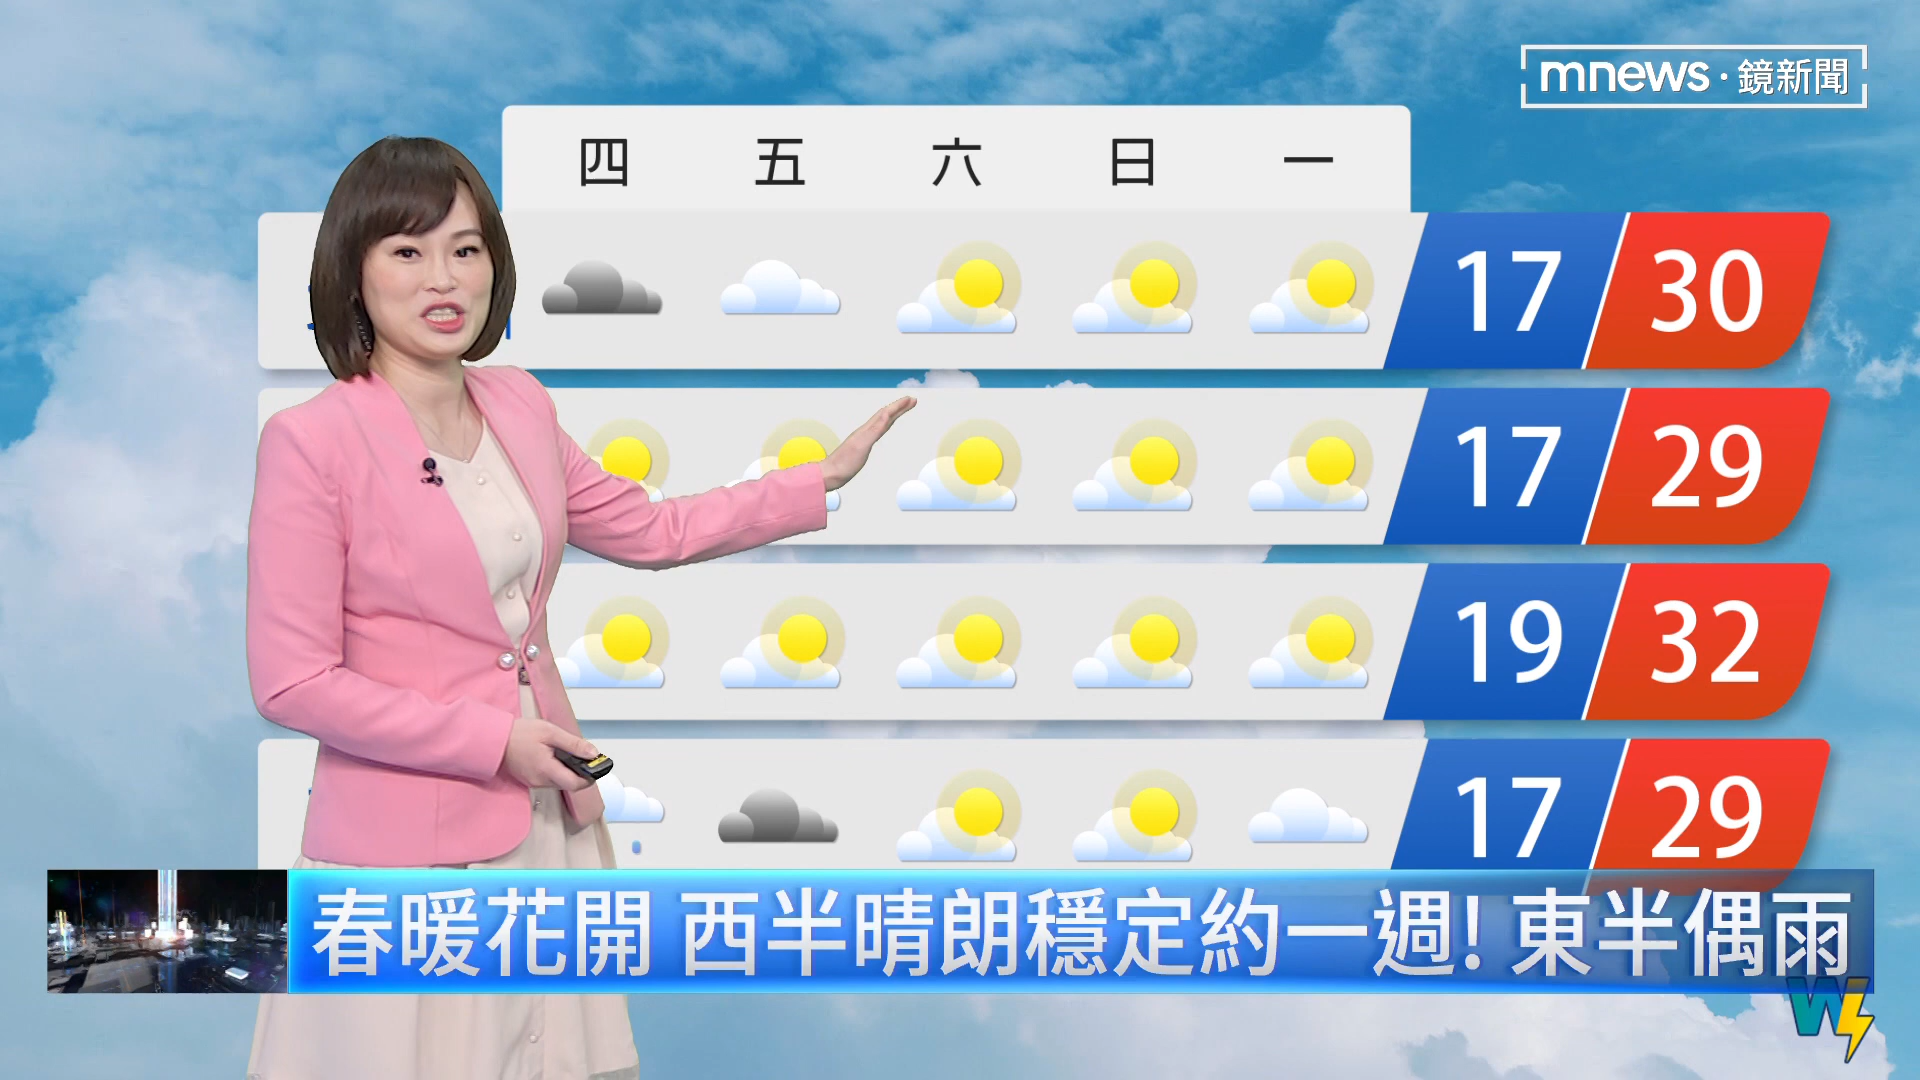 mnews·鏡新聞
四 五 六 日 一
17 30
17 29
19 32
17 29
春暖花開 西半晴朗穩定約一週! 東半偶雨
W